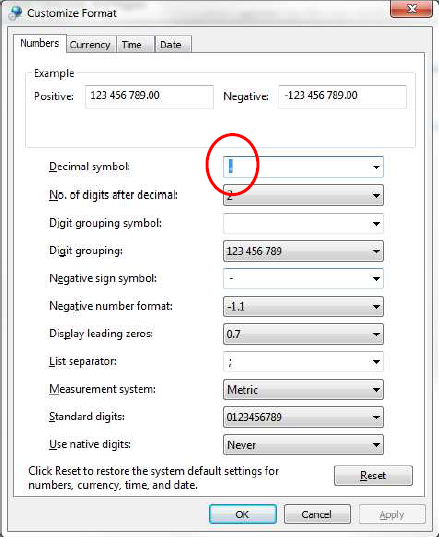 Customize Format
Numbers Currency Time Date
Example
Positive: 123 456 789.00 Negative: -123 456 789.00
Decimal symbol: .
No. of digits after decimal: 2
Digit grouping symbol:
Digit grouping: 123 456 789
Negative sign symbol: -
Negative number format: -1.1
Display leading zeros: 0.7
List separator: ;
Measurement system: Metric
Standard digits: 0123456789
Use native digits: Never
Click Reset to restore the system default settings for
numbers, currency, time, and date.
Reset
OK Cancel Apply